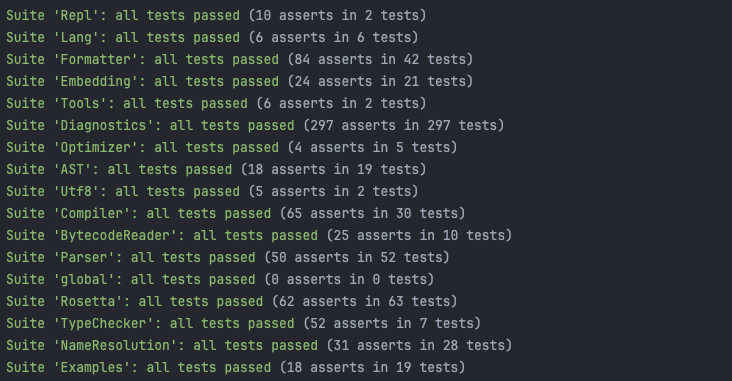 Suite 'Repl': all tests passed (10 asserts in 2 tests)
Suite 'Lang': all tests passed (6 asserts in 6 tests)
Suite 'Formatter': all tests passed (84 asserts in 42 tests)
Suite 'Embedding': all tests passed (24 asserts in 21 tests)
Suite 'Tools': all tests passed (6 asserts in 2 tests)
Suite 'Diagnostics': all tests passed (297 asserts in 297 tests)
Suite 'Optimizer': all tests passed (4 asserts in 5 tests)
Suite 'AST': all tests passed (18 asserts in 19 tests)
Suite 'Utf8': all tests passed (5 asserts in 2 tests)
Suite 'Compiler': all tests passed (65 asserts in 30 tests)
Suite 'BytecodeReader': all tests passed (25 asserts in 10 tests)
Suite 'Parser': all tests passed (50 asserts in 52 tests)
Suite 'global': all tests passed (0 asserts in 0 tests)
Suite 'Rosetta': all tests passed (62 asserts in 63 tests)
Suite 'TypeChecker': all tests passed (52 asserts in 7 tests)
Suite 'NameResolution': all tests passed (31 asserts in 28 tests)
Suite 'Examples': all tests passed (18 asserts in 19 tests)